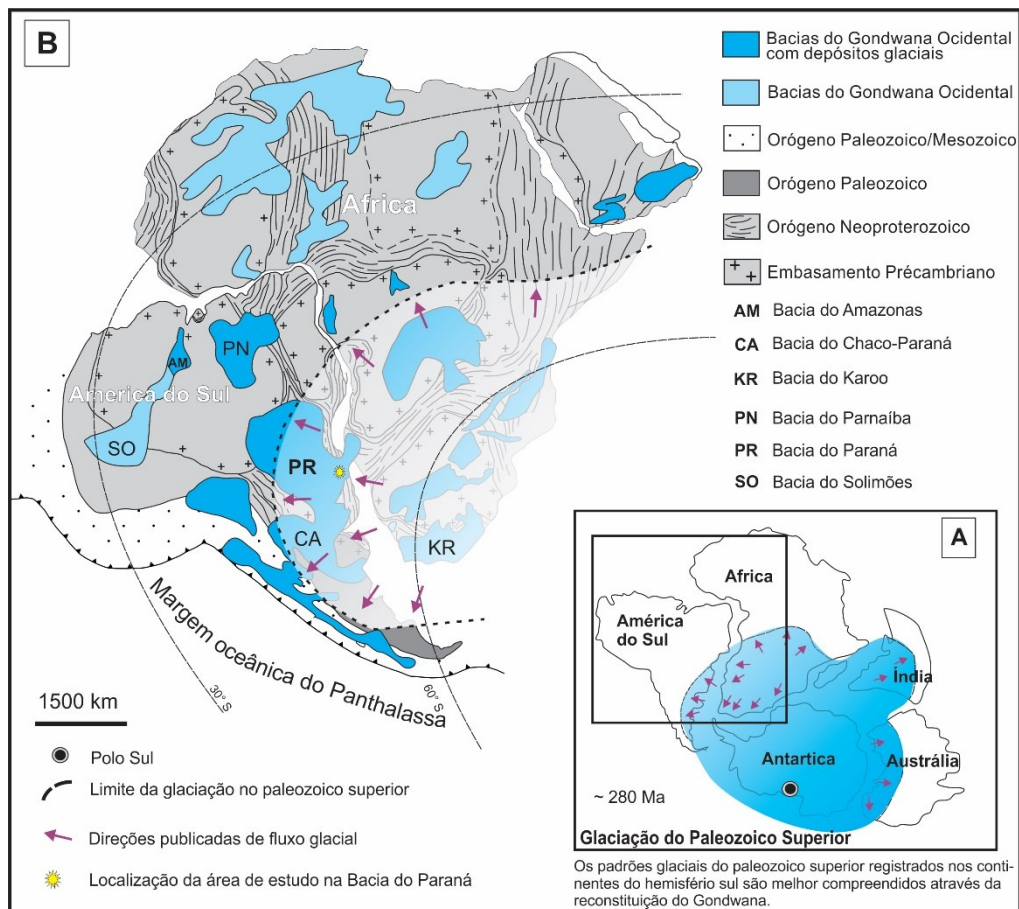 B
Bacias do Gondwana Ocidental
com depósitos glaciais
Bacias do Gondwana Ocidental
Orógeno Paleozoico/Mesozoico
Orógeno Paleozoico
Orógeno Neoproterozoico
Embasamento Précambriano
AM Bacia do Amazonas
CA Bacia do Chaco-Paraná
KR Bacia do Karoo
PN Bacia do Parnaíba
PR Bacia do Paraná
SO Bacia do Solimões
Africa
PN
AM
America do Sul
SO
PR
CA
KR
Margem oceânica do Panthalassa
30° S
60° S
1500 km
Polo Sul
Limite da glaciação no paleozoico superior
Direções publicadas de fluxo glacial
Localização da área de estudo na Bacia do Paraná
A
Africa
América
do Sul
Índia
Antartica
Austrália
~ 280 Ma
Glaciação do Paleozoico Superior
Os padrões glaciais do paleozoico superior registrados nos conti-
nentes do hemisfério sul são melhor compreendidos através da
reconstituição do Gondwana.